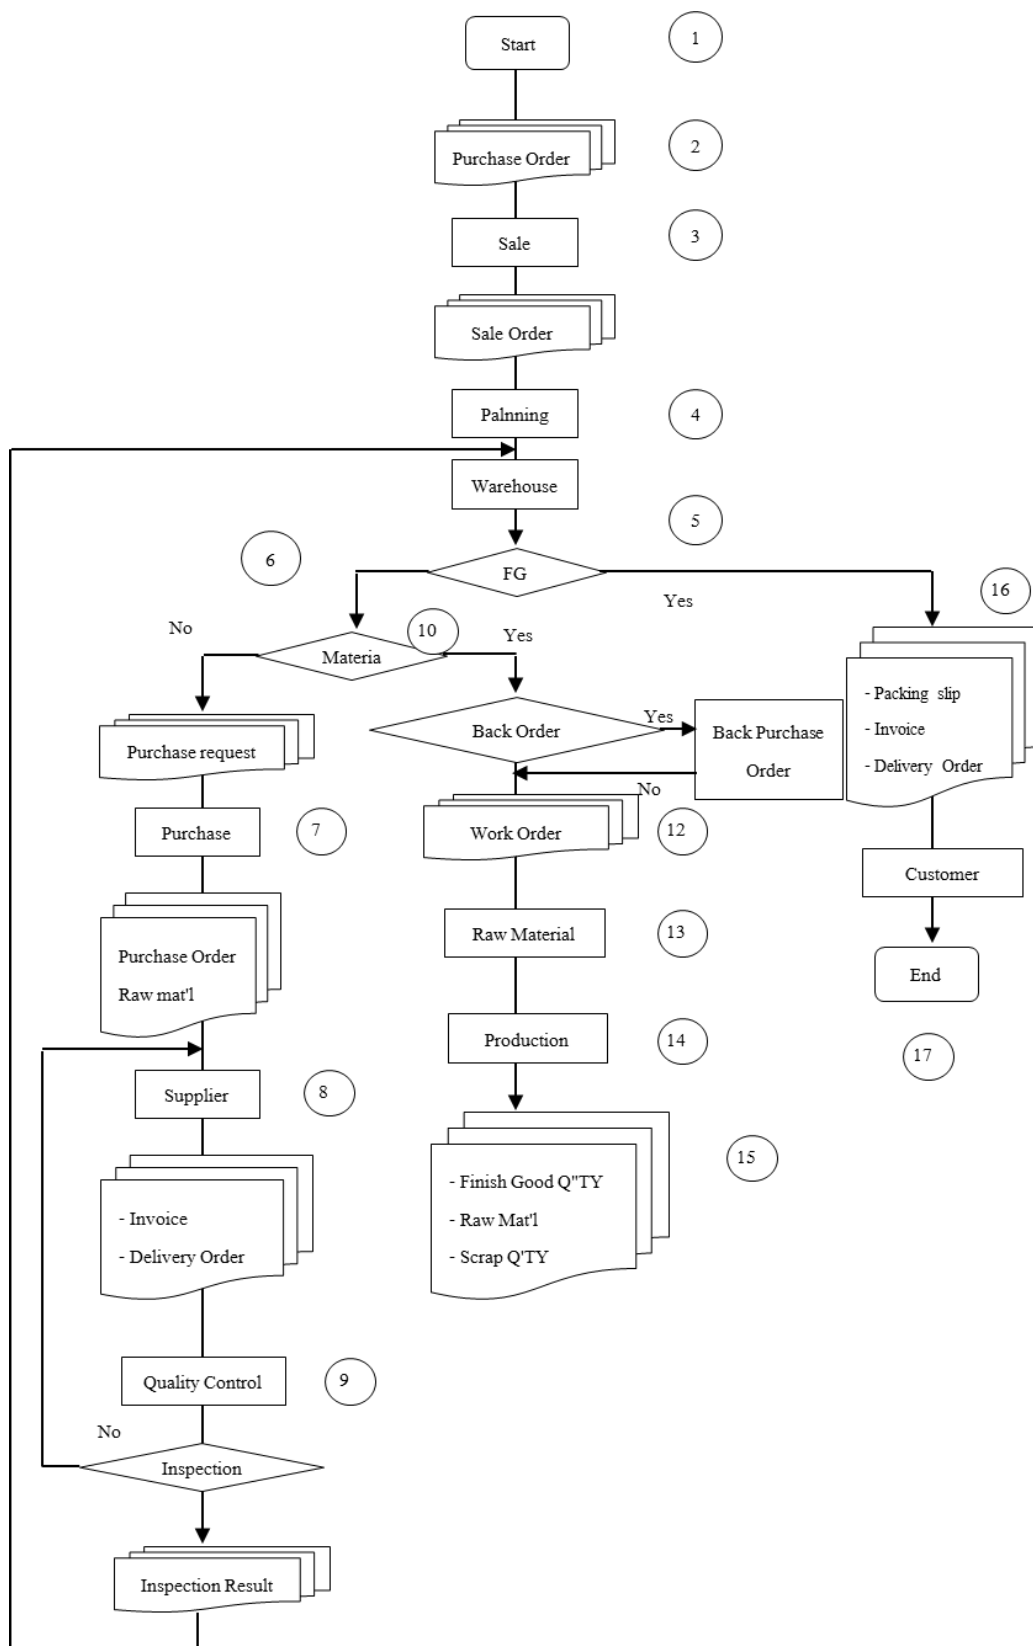 Start
1
Purchase Order
2
Sale
3
Sale Order
Palnning
4
Warehouse
5
6
FG
Yes
16
No
10
Yes
Materia
- Packing slip
- Invoice
- Delivery Order
Purchase request
Back Order
Yes
Back Purchase
Order
No
Purchase
7
Work Order
12
Customer
Purchase Order
Raw mat'l
Raw Material
13
End
Production
14
17
Supplier
8
15
- Finish Good Q"TY
- Raw Mat'l
- Scrap Q'TY
- Invoice
- Delivery Order
Quality Control
9
No
Inspection
Inspection Result